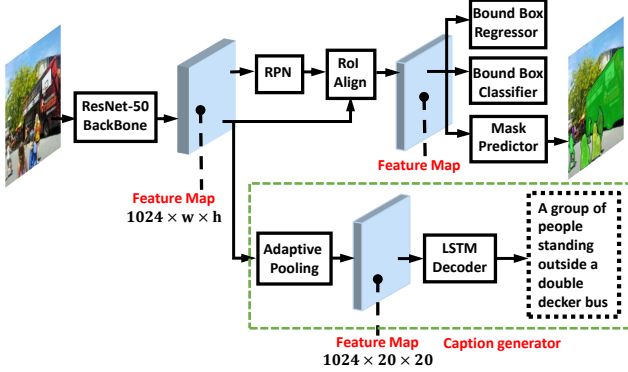 Bound Box
Regressor
RoI
Align
RPN
ResNet-50
BackBone
Bound Box
Classifier
Mask
Predictor
Feature Map
Feature Map
1024 × w × h
Adaptive
Pooling
LSTM
Decoder
A group of
people
standing
outside a
double
decker bus
Feature Map
1024 × 20 × 20
Caption generator